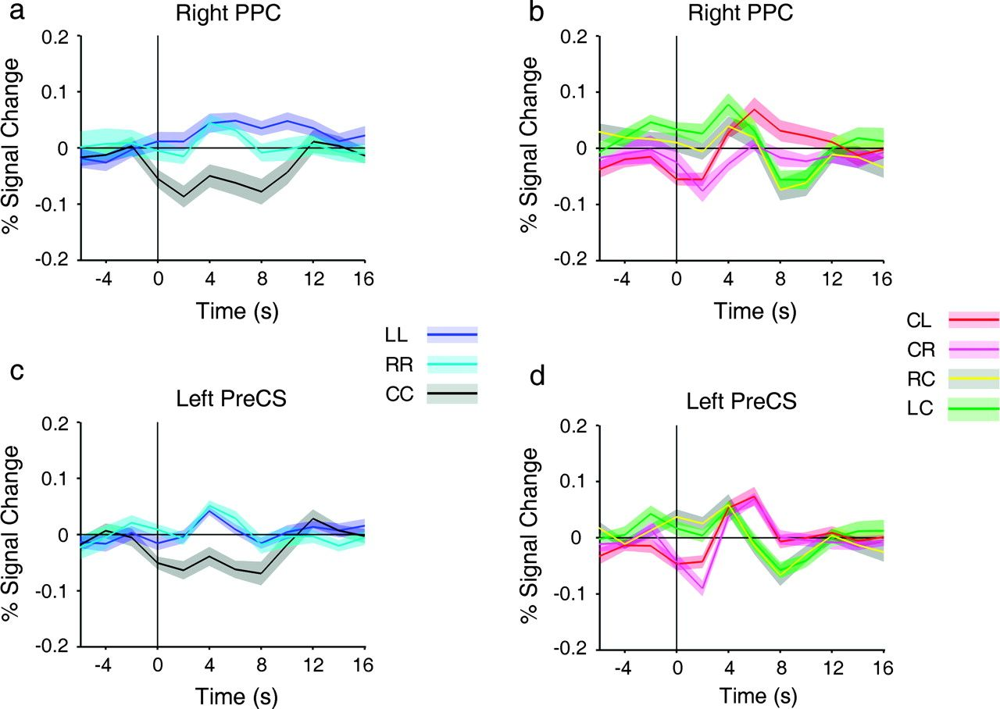 a
Right PPC
% Signal Change
0.2
0.1
0
-0.1
-0.2
-4 0 4 8 12 16
Time (s)
b
Right PPC
% Signal Change
0.2
0.1
0
-0.1
-0.2
-4 0 4 8 12 16
Time (s)
LL
RR
CC
CL
CR
RC
LC
c
Left PreCS
% Signal Change
0.2
0.1
0
-0.1
-0.2
-4 0 4 8 12 16
Time (s)
d
Left PreCS
% Signal Change
0.2
0.1
0
-0.1
-0.2
-4 0 4 8 12 16
Time (s)